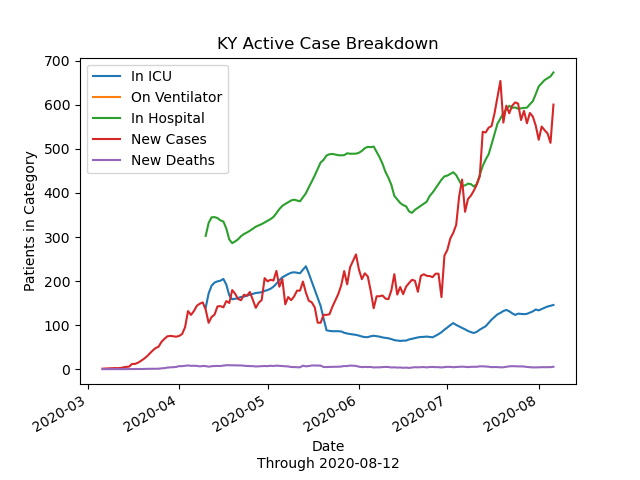 KY Active Case Breakdown
In ICU
On Ventilator
In Hospital
New Cases
New Deaths
Patients in Category
700
600
500
400
300
200
100
0
2020-03
2020-04
2020-05
2020-06
2020-07
2020-08
Date
Through 2020-08-12